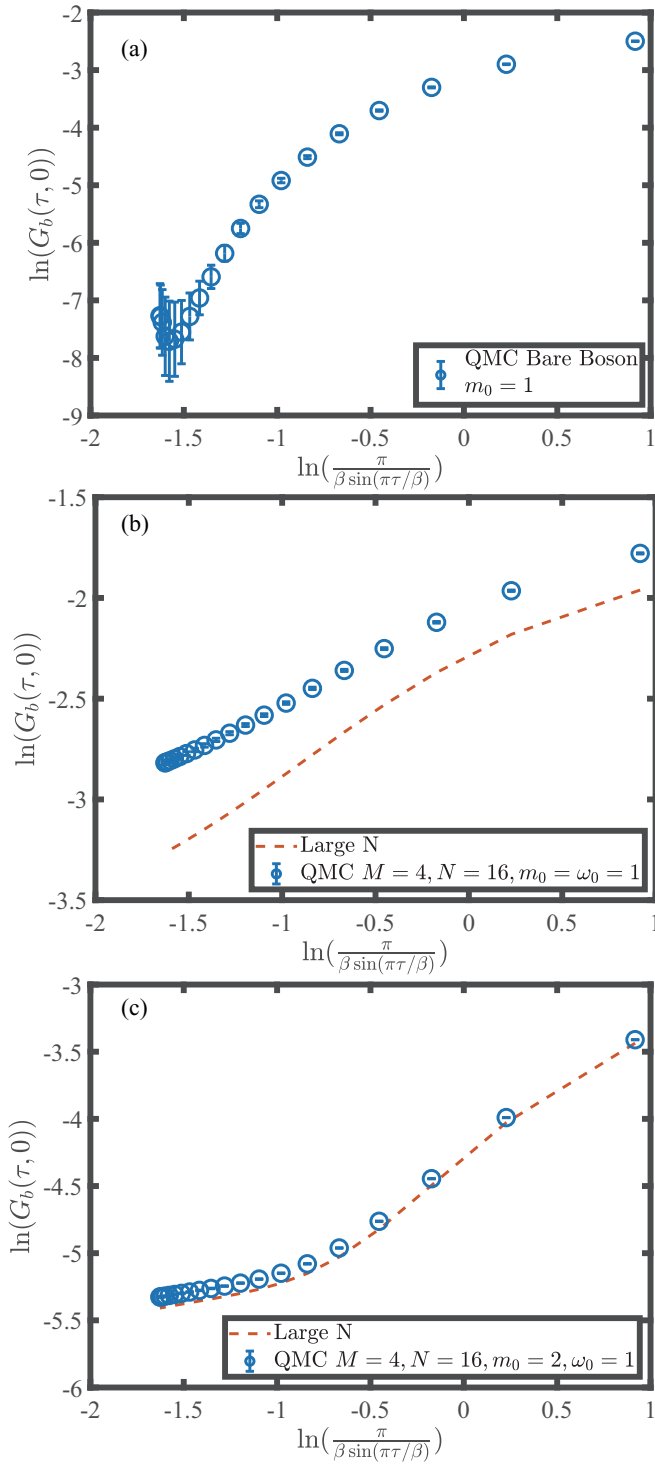 (a)
-2
-3
-4
-5
-6
-7
-8
-9
ln(G_b(τ, 0))
QMC Bare Boson
m_0 = 1
-2 -1.5 -1 -0.5 0 0.5 1
ln(π / β sin(πτ/β))
(b)
-1.5
-2
-2.5
-3
-3.5
ln(G_b(τ, 0))
Large N
QMC M = 4, N = 16, m_0 = ω_0 = 1
-2 -1.5 -1 -0.5 0 0.5 1
ln(π / β sin(πτ/β))
(c)
-3
-3.5
-4
-4.5
-5
-5.5
-6
ln(G_b(τ, 0))
Large N
QMC M = 4, N = 16, m_0 = 2, ω_0 = 1
-2 -1.5 -1 -0.5 0 0.5 1
ln(π / β sin(πτ/β))